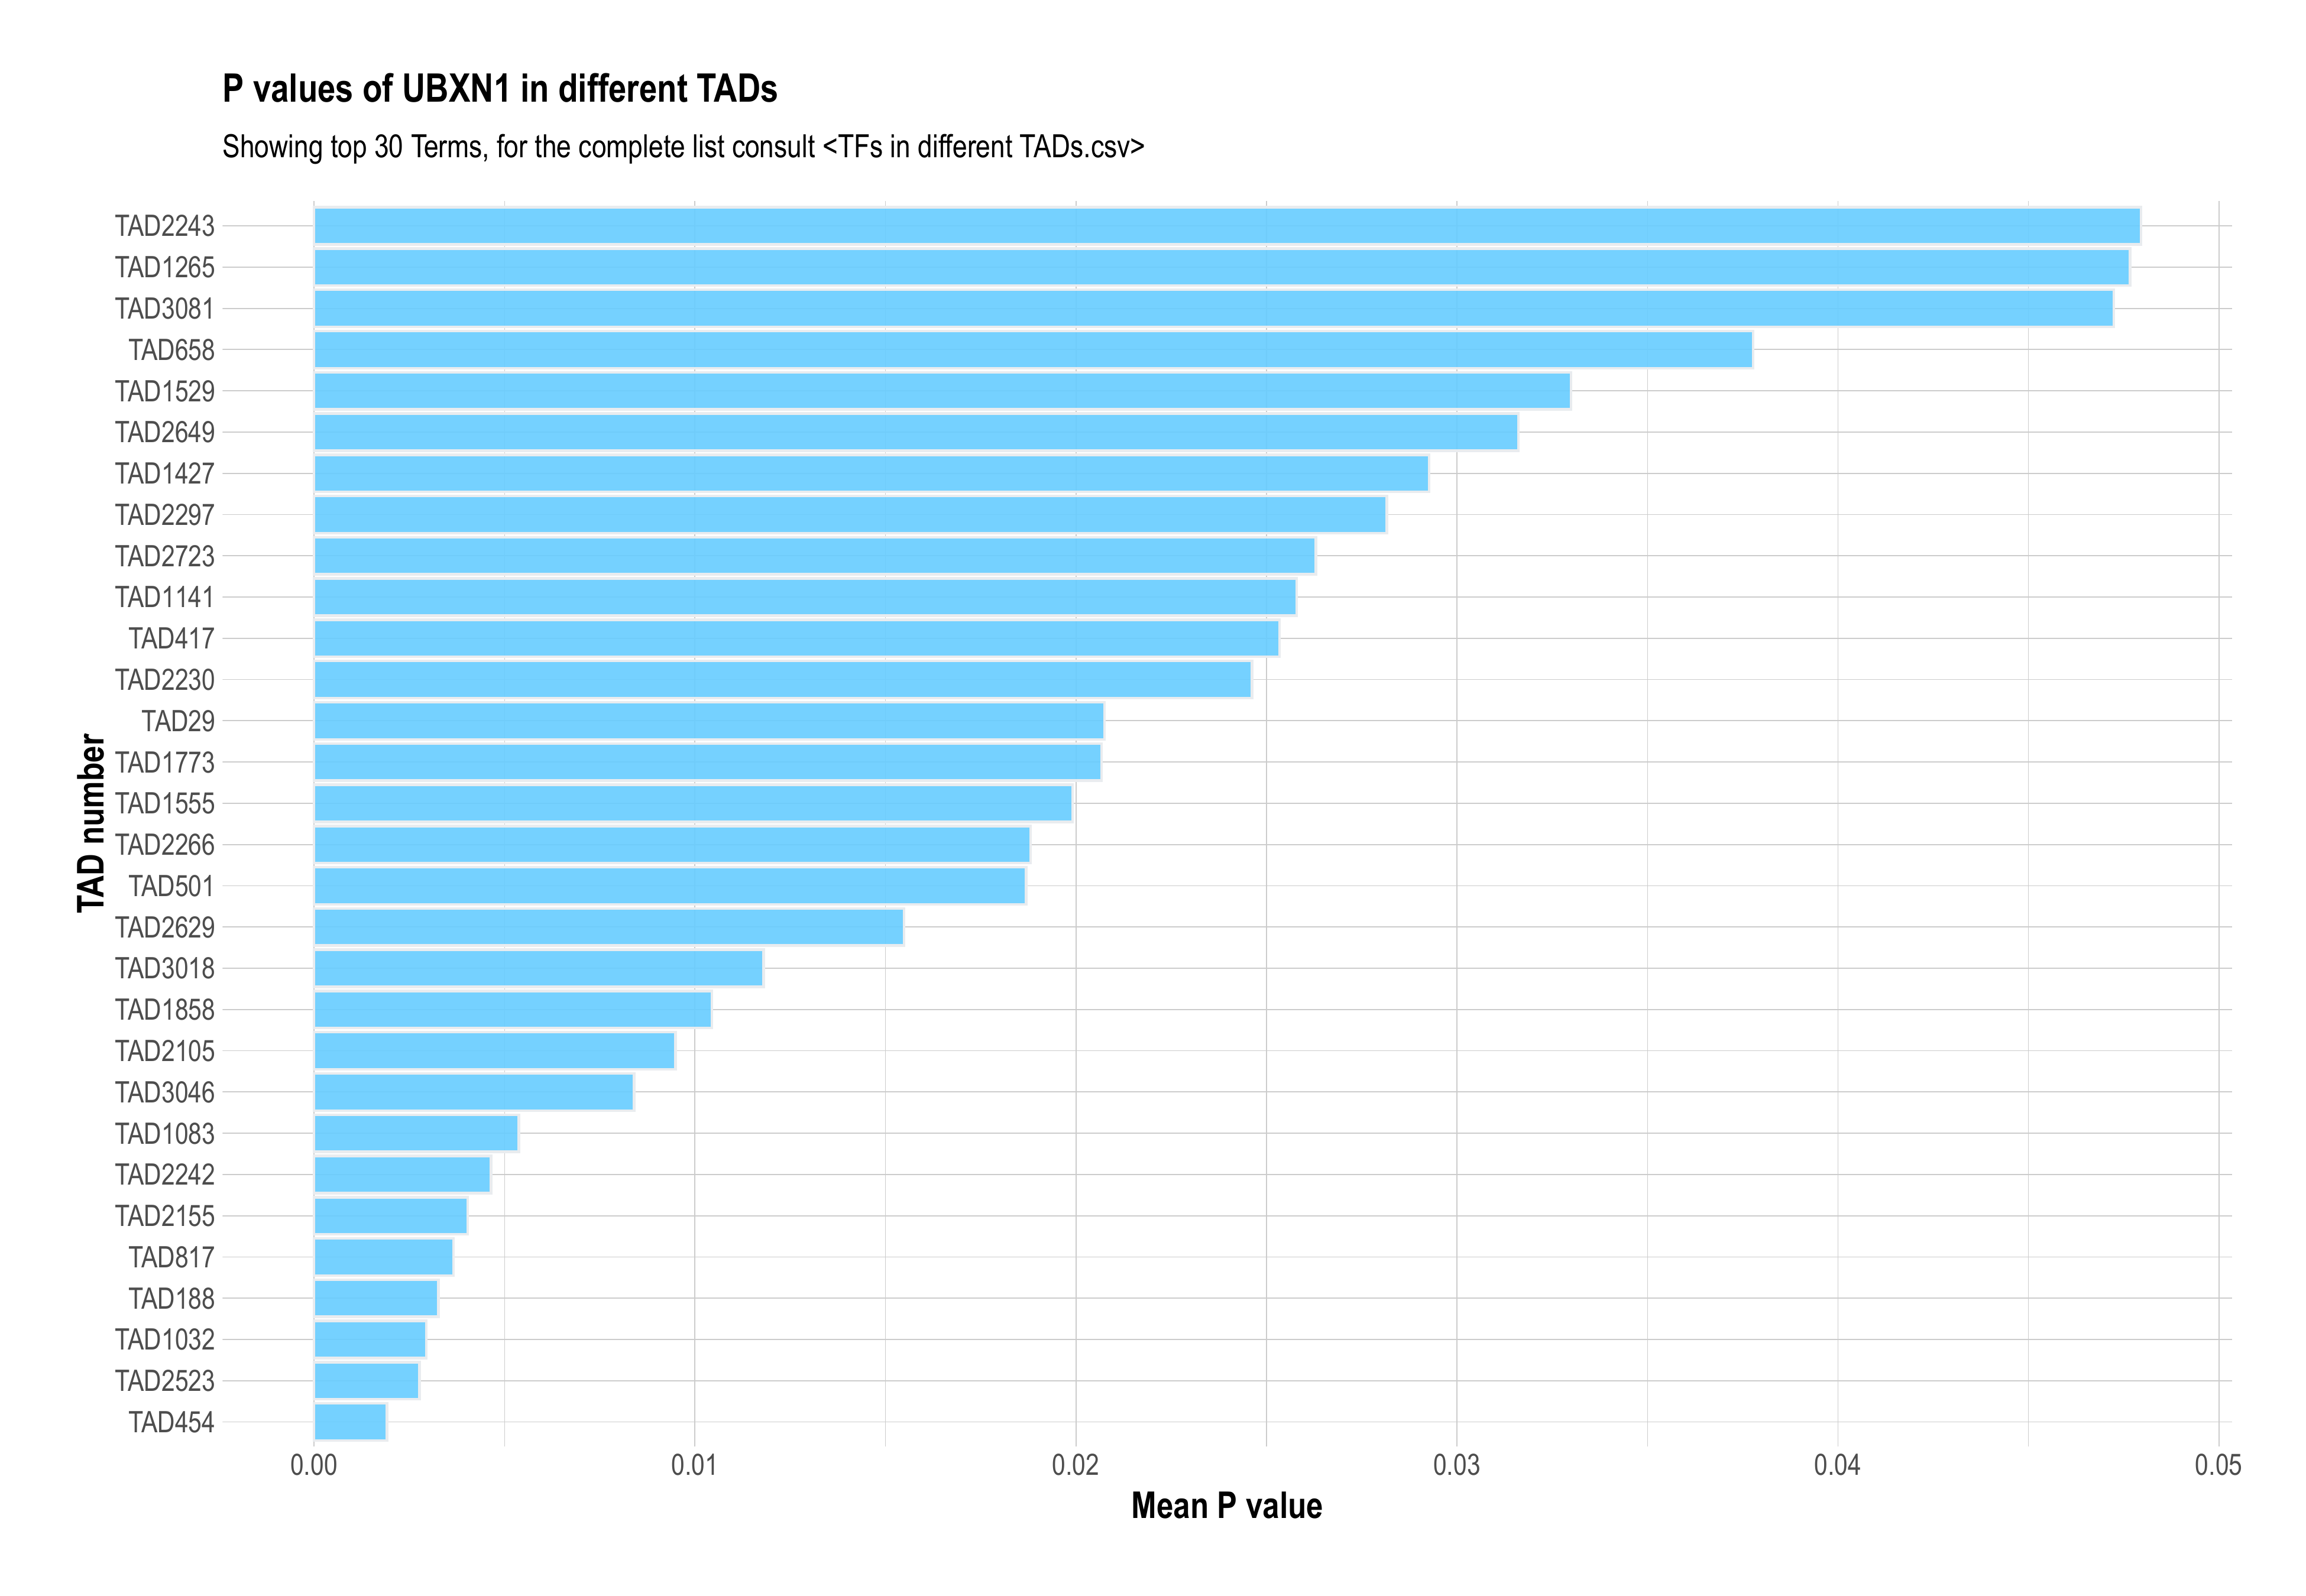 P values of UBXN1 in different TADs
Showing top 30 Terms, for the complete list consult <TFs in different TADs.csv>
TAD number
TAD2243
TAD1265
TAD3081
TAD658
TAD1529
TAD2649
TAD1427
TAD2297
TAD2723
TAD1141
TAD417
TAD2230
TAD29
TAD1773
TAD1555
TAD2266
TAD501
TAD2629
TAD3018
TAD1858
TAD2105
TAD3046
TAD1083
TAD2242
TAD2155
TAD817
TAD188
TAD1032
TAD2523
TAD454
0.00 0.01 0.02 0.03 0.04 0.05
Mean P value